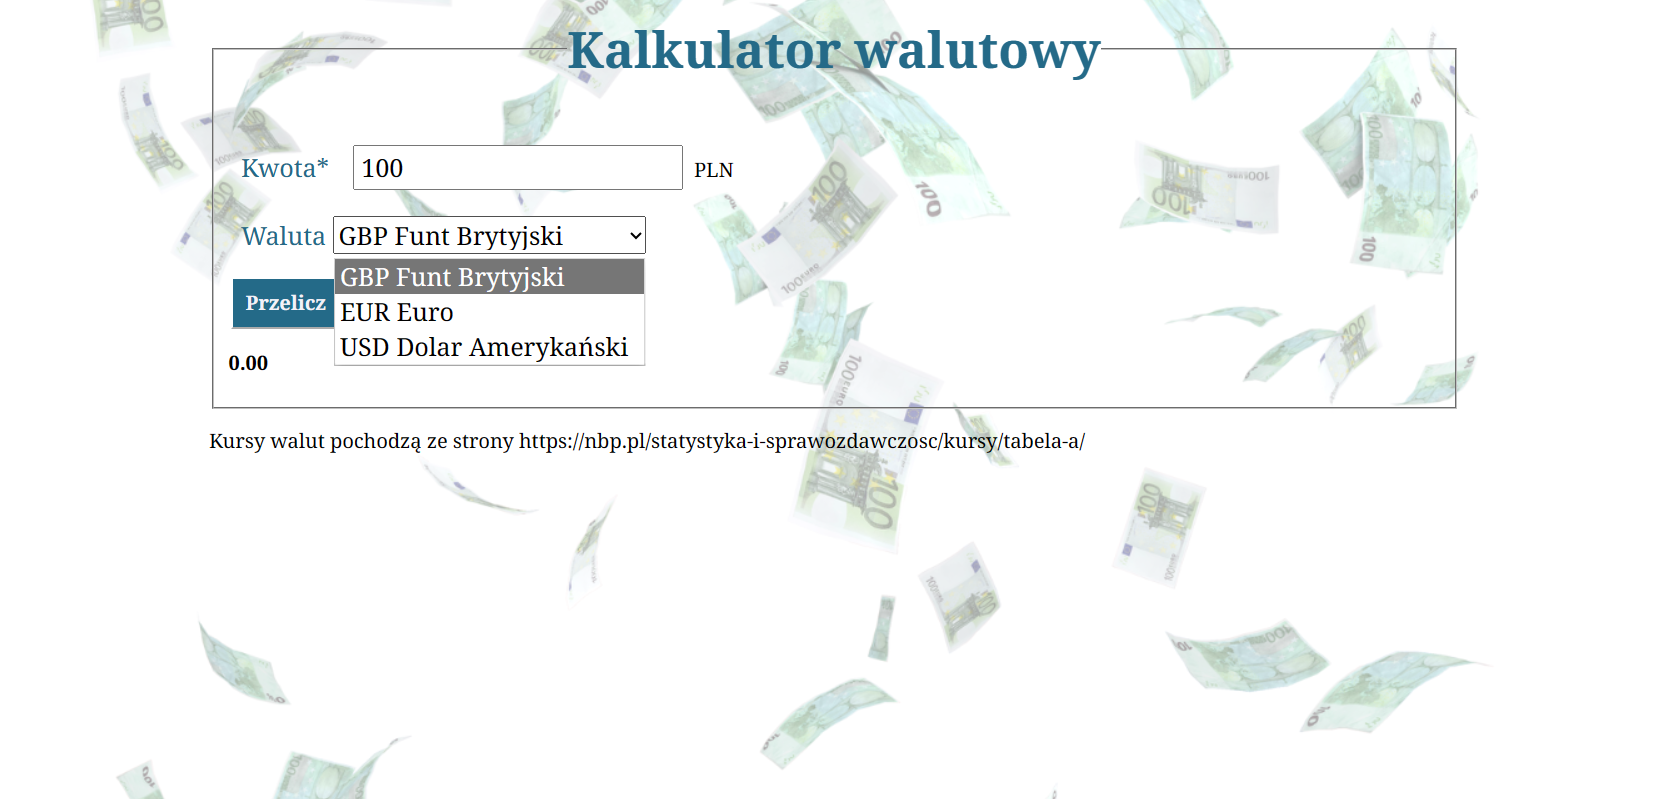 Kalkulator walutowy
Kwota* 100 PLN
Waluta GBP Funt Brytyjski
GBP Funt Brytyjski
EUR Euro
USD Dolar Amerykański
Przelicz
0.00
Kursy walut pochodzą ze strony https://nbp.pl/statystyka-i-sprawozdawczosc/kursy/tabela-a/